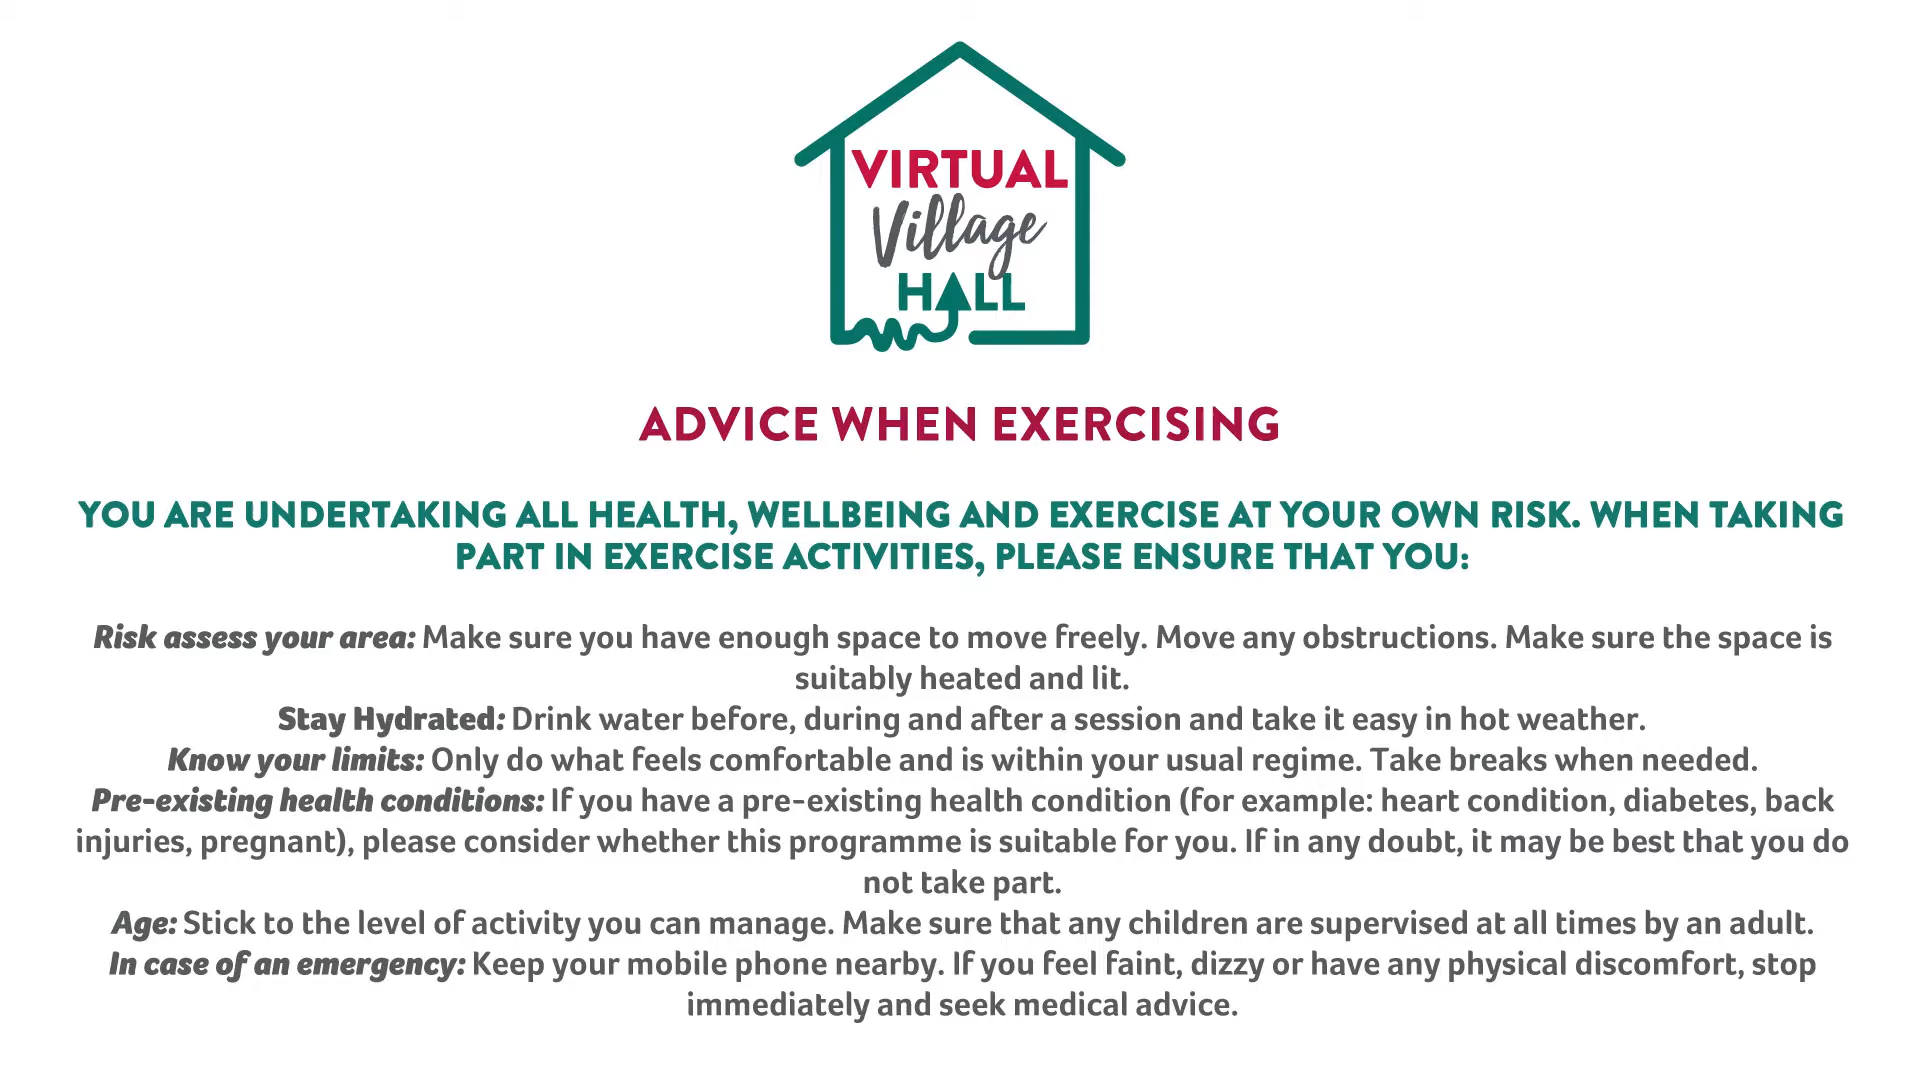 VIRTUAL
Village
HALL
ADVICE WHEN EXERCISING
YOU ARE UNDERTAKING ALL HEALTH, WELLBEING AND EXERCISE AT YOUR OWN RISK. WHEN TAKING
PART IN EXERCISE ACTIVITIES, PLEASE ENSURE THAT YOU:
Risk assess your area: Make sure you have enough space to move freely. Move any obstructions. Make sure the space is
suitably heated and lit.
Stay Hydrated: Drink water before, during and after a session and take it easy in hot weather.
Know your limits: Only do what feels comfortable and is within your usual regime. Take breaks when needed.
Pre-existing health conditions: If you have a pre-existing health condition (for example: heart condition, diabetes, back
injuries, pregnant), please consider whether this programme is suitable for you. If in any doubt, it may be best that you do
not take part.
Age: Stick to the level of activity you can manage. Make sure that any children are supervised at all times by an adult.
In case of an emergency: Keep your mobile phone nearby. If you feel faint, dizzy or have any physical discomfort, stop
immediately and seek medical advice.